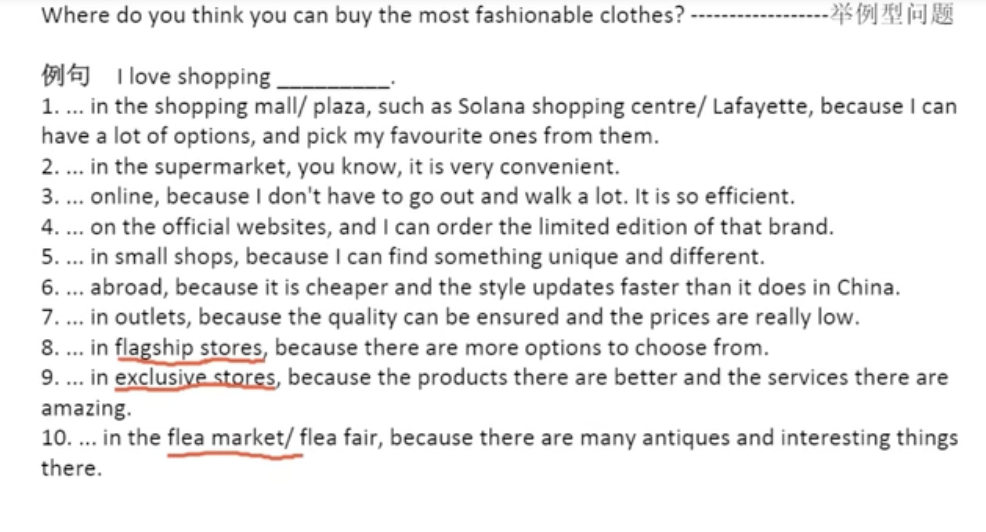 Where do you think you can buy the most fashionable clothes? ------------------举例型问题
例句 I love shopping _________.
1. ... in the shopping mall/ plaza, such as Solana shopping centre/ Lafayette, because I can
have a lot of options, and pick my favourite ones from them.
2. ... in the supermarket, you know, it is very convenient.
3. ... online, because I don't have to go out and walk a lot. It is so efficient.
4. ... on the official websites, and I can order the limited edition of that brand.
5. ... in small shops, because I can find something unique and different.
6. ... abroad, because it is cheaper and the style updates faster than it does in China.
7. ... in outlets, because the quality can be ensured and the prices are really low.
8. ... in flagship stores, because there are more options to choose from.
9. ... in exclusive stores, because the products there are better and the services there are
amazing.
10. ... in the flea market/ flea fair, because there are many antiques and interesting things
there.